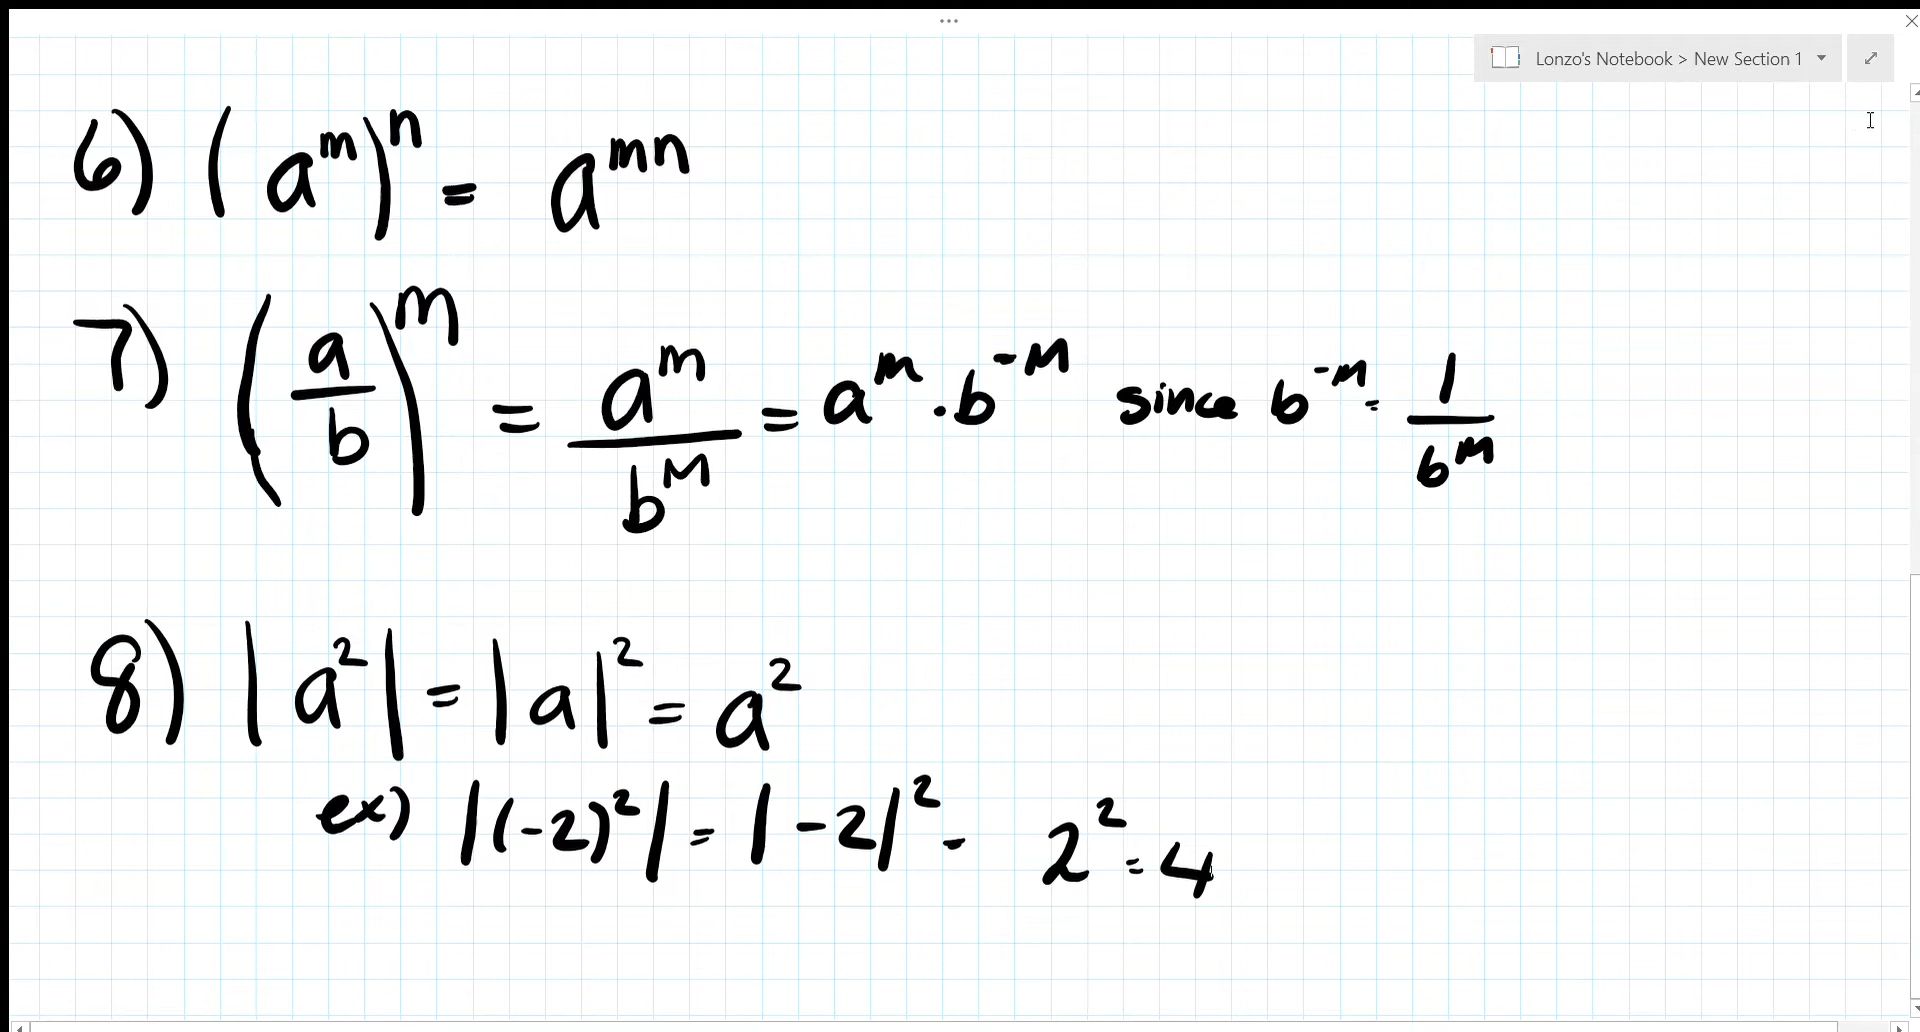 Lonzo's Notebook > New Section 1
6) (a^m)^n = a^mn
7) (a/b)^m = a^m/b^m = a^m · b^-m since b^-m = 1/b^m
8) |a²| = |a|² = a²
ex) |(-2)²| = |-2|² = 2² = 4